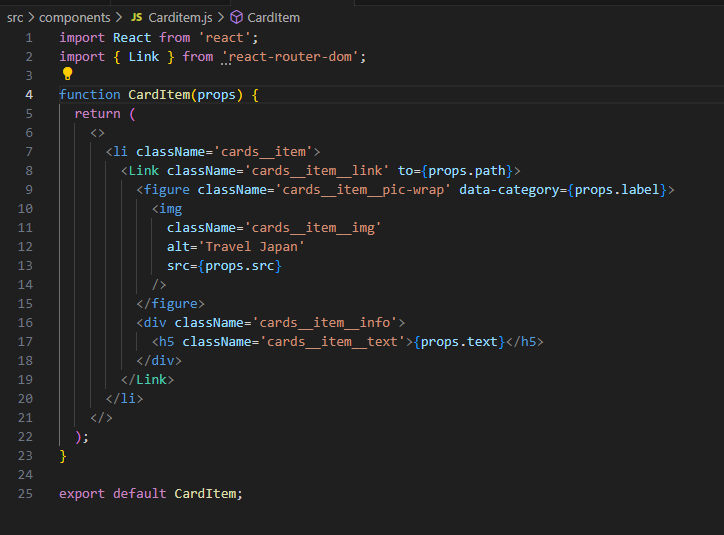 src > components > JS Carditem.js > CardItem
1 import React from 'react';
2 import { Link } from 'react-router-dom';
3
4 function CardItem(props) {
5   return (
6     <>
7       <li className='cards__item'>
8         <Link className='cards__item__link' to={props.path}>
9           <figure className='cards__item__pic-wrap' data-category={props.label}>
10             <img
11               className='cards__item__img'
12               alt='Travel Japan'
13               src={props.src}
14             />
15           </figure>
16           <div className='cards__item__info'>
17             <h5 className='cards__item__text'>{props.text}</h5>
18           </div>
19         </Link>
20       </li>
21     </>
22   );
23 }
24
25 export default CardItem;